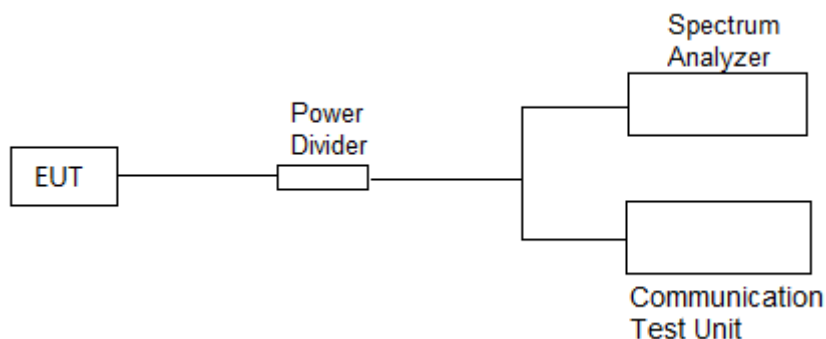 Spectrum
Analyzer
Power
Divider
EUT
Communication
Test Unit